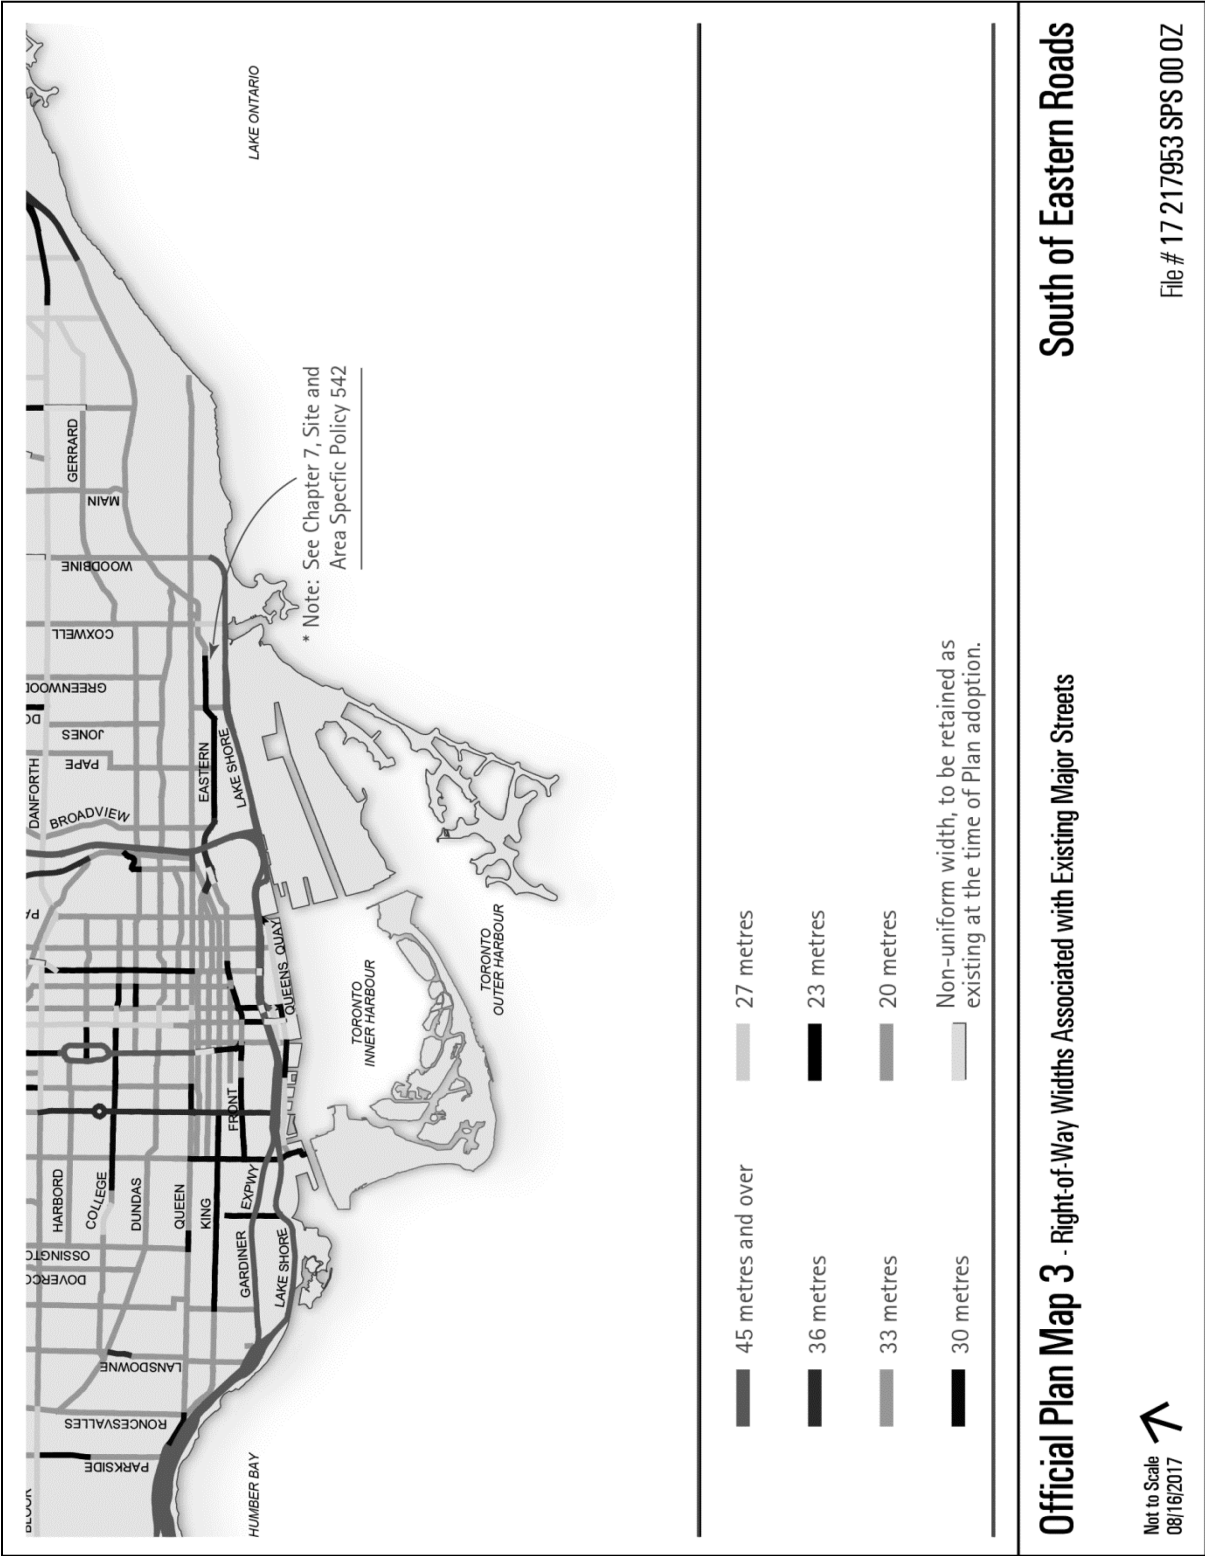 BLOOR
DANFORTH
HARBORD
COLLEGE
DUNDAS
QUEEN
KING
FRONT
GARDINER
EXPWY
LAKE SHORE
QUEENS QUAY
EASTERN
LAKE SHORE
GERRARD
PARKSIDE
RONCESVALLES
LANSDOWNE
DOVERCO
OSSINGTO
PA
BROADVIEW
PAPE
JONES
DO
GREENWOOD
COXWELL
WOODBINE
MAIN
HUMBER BAY
TORONTO
INNER HARBOUR
TORONTO
OUTER HARBOUR
LAKE ONTARIO
* Note: See Chapter 7, Site and
Area Specfic Policy 542
45 metres and over
36 metres
33 metres
30 metres
27 metres
23 metres
20 metres
Non-uniform width, to be retained as
existing at the time of Plan adoption.
Official Plan Map 3 - Right-of-Way Widths Associated with Existing Major Streets
South of Eastern Roads
Not to Scale
08/16/2017
File # 17 217953 SPS 00 OZ